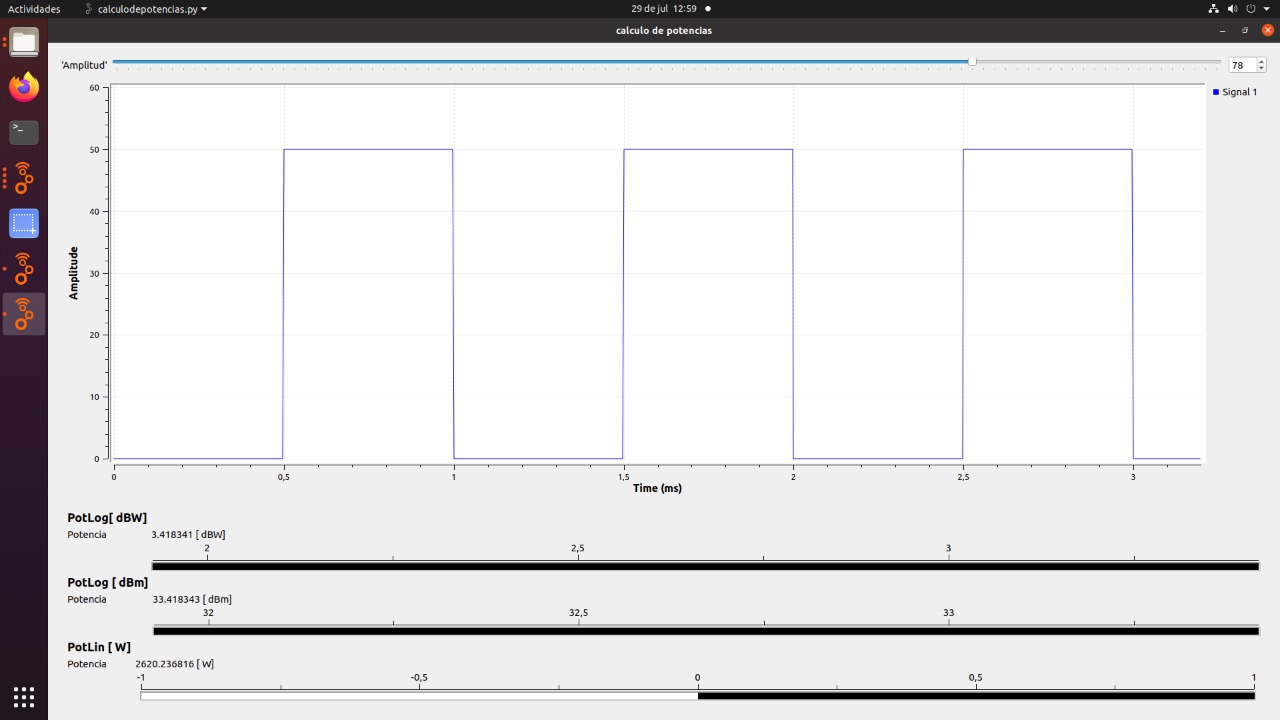 Actividades calculodepotencias.py 29 de jul 12:59
calculo de potencias
'Amplitud' 78
60
50
40
30
20
10
0
Amplitude
Signal 1
0 0,5 1 1,5 2 2,5 3
Time (ms)
PotLog[ dBW]
Potencia 3.418341 [ dBW]
2 2,5 3
PotLog [ dBm]
Potencia 33.418343 [ dBm]
32 32,5 33
PotLin [ W]
Potencia 2620.236816 [ W]
-1 -0,5 0 0,5 1